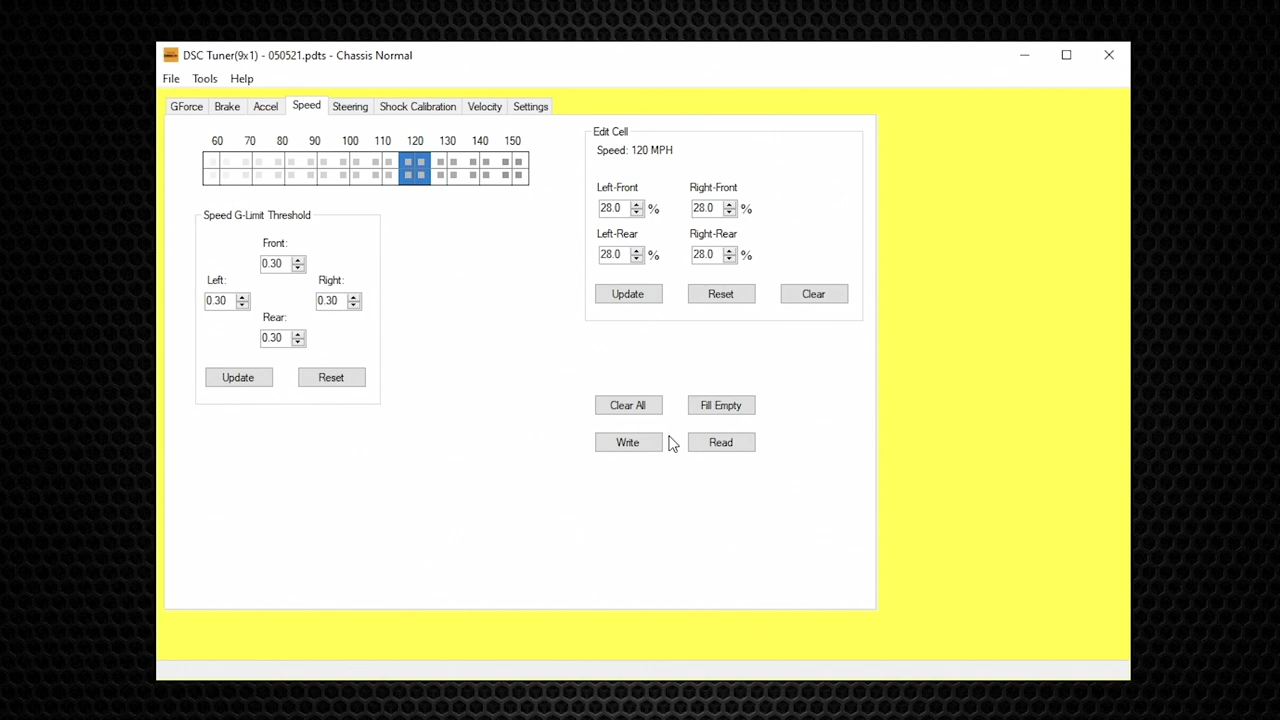 DSC Tuner(9x1) - 050521.pdts - Chassis Normal
File Tools Help
GForce Brake Accel Speed Steering Shock Calibration Velocity Settings
60 70 80 90 100 110 120 130 140 150
Speed G-Limit Threshold
Front:
0.30
Left: Right:
0.30 0.30
Rear:
0.30
Update Reset
Edit Cell
Speed: 120 MPH
Left-Front Right-Front
28.0 % 28.0 %
Left-Rear Right-Rear
28.0 % 28.0 %
Update Reset Clear
Clear All Fill Empty
Write Read